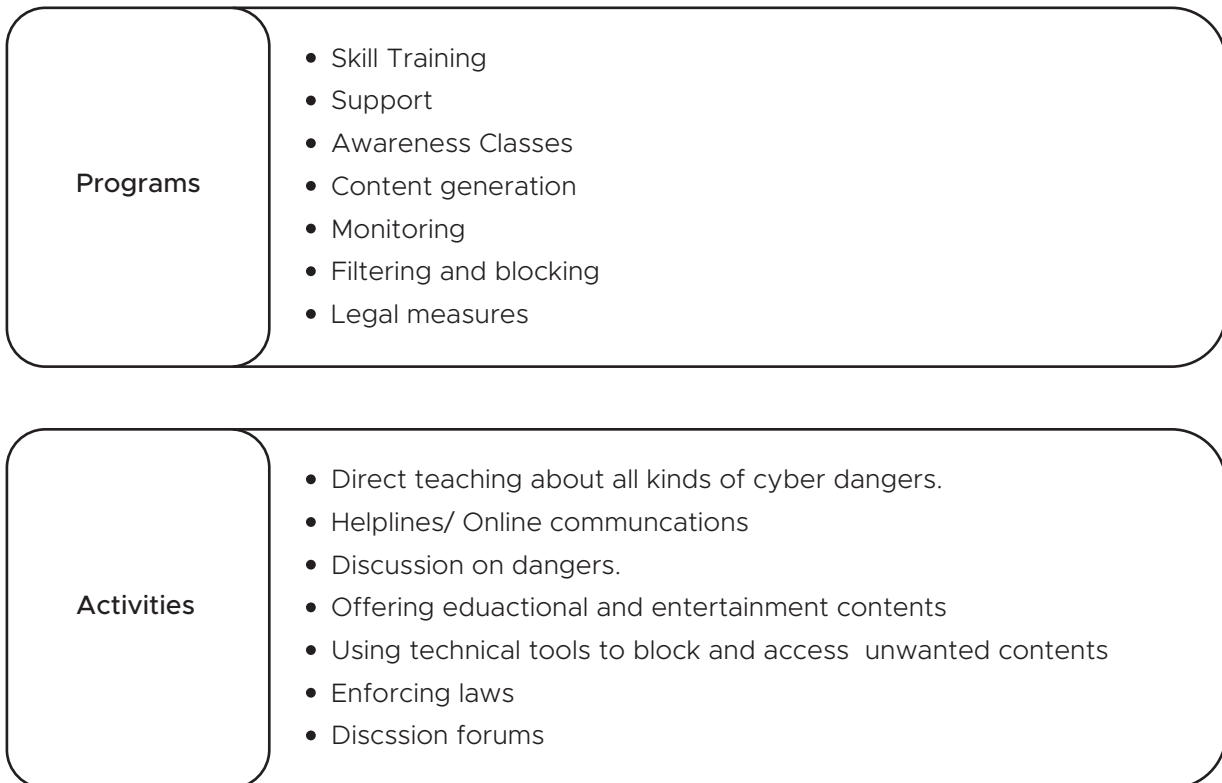 Programs
• Skill Training
• Support
• Awareness Classes
• Content generation
• Monitoring
• Filtering and blocking
• Legal measures
Activities
• Direct teaching about all kinds of cyber dangers.
• Helplines/ Online communcations
• Discussion on dangers.
• Offering eduactional and entertainment contents
• Using technical tools to block and access  unwanted contents
• Enforcing laws
• Discssion forums